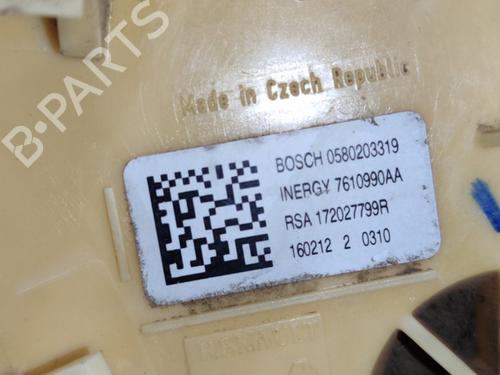 B-PARTS
Made in Czech Republic
BOSCH 0580203319
INERGY 7610990AA
RSA 172027799R
160212 2 0310